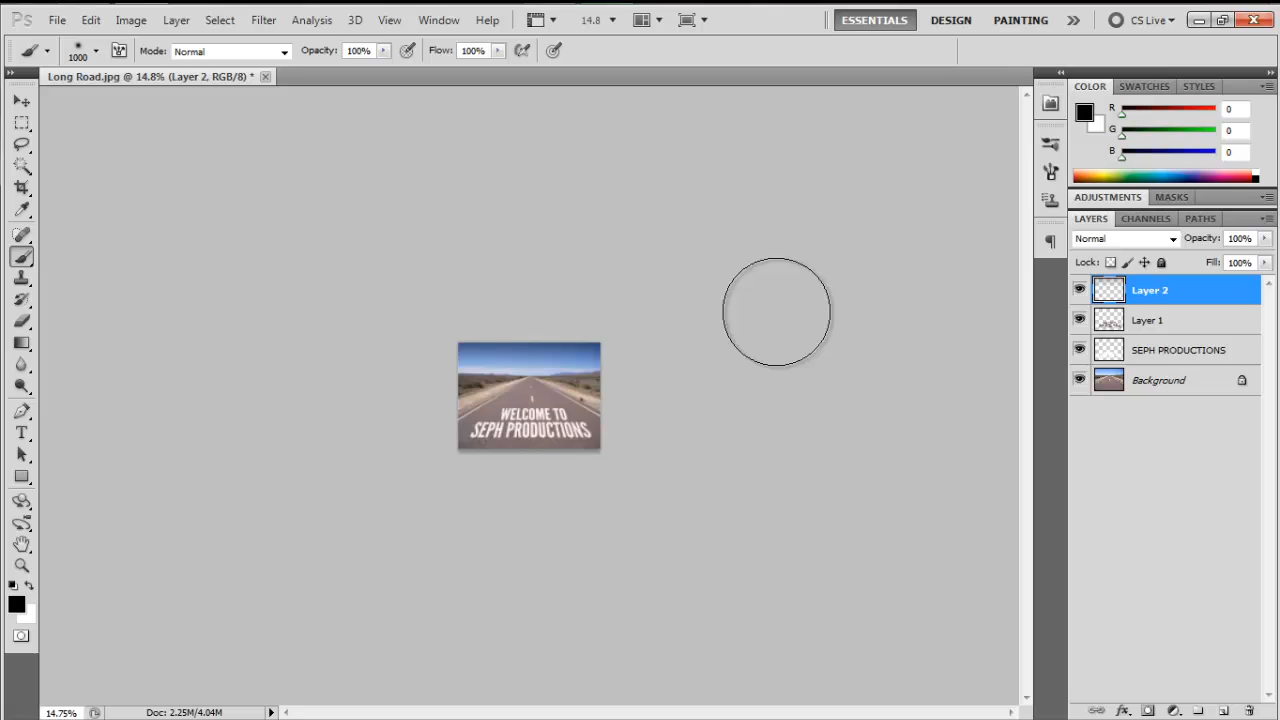 Ps File Edit Image Layer Select Filter Analysis 3D View Window Help 14.8 ESSENTIALS DESIGN PAINTING CS Live
1000 Mode: Normal Opacity: 100% Flow: 100%
Long Road.jpg @ 14.8% (Layer 2, RGB/8) *
COLOR SWATCHES STYLES
R 0
G 0
B 0
ADJUSTMENTS MASKS
LAYERS CHANNELS PATHS
Normal Opacity: 100%
Lock: Fill: 100%
Layer 2
Layer 1
SEPH PRODUCTIONS
Background
WELCOME TO
SEPH PRODUCTIONS
T
14.75% Doc: 2.25M/4.04M
fx